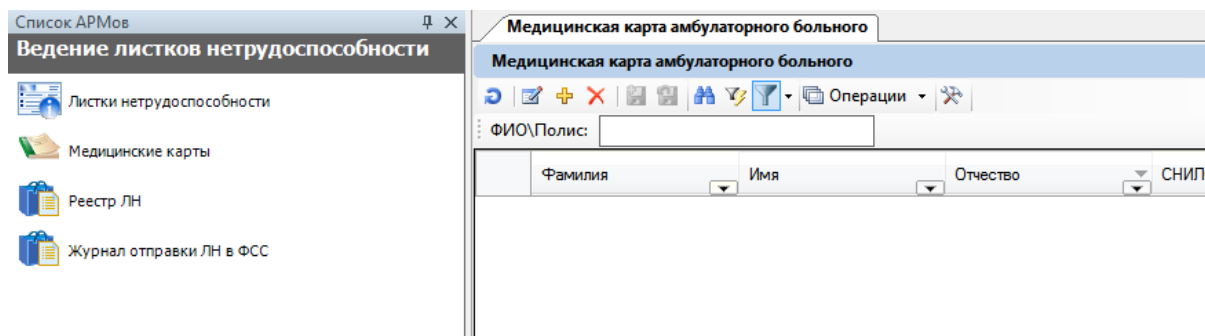 Список АРМов
Ведение листков нетрудоспособности
Листки нетрудоспособности
Медицинские карты
Реестр ЛН
Журнал отправки ЛН в ФСС
Медицинская карта амбулаторного больного
Медицинская карта амбулаторного больного
Операции
ФИО\Полис:
Фамилия Имя Отчество СНИЛ